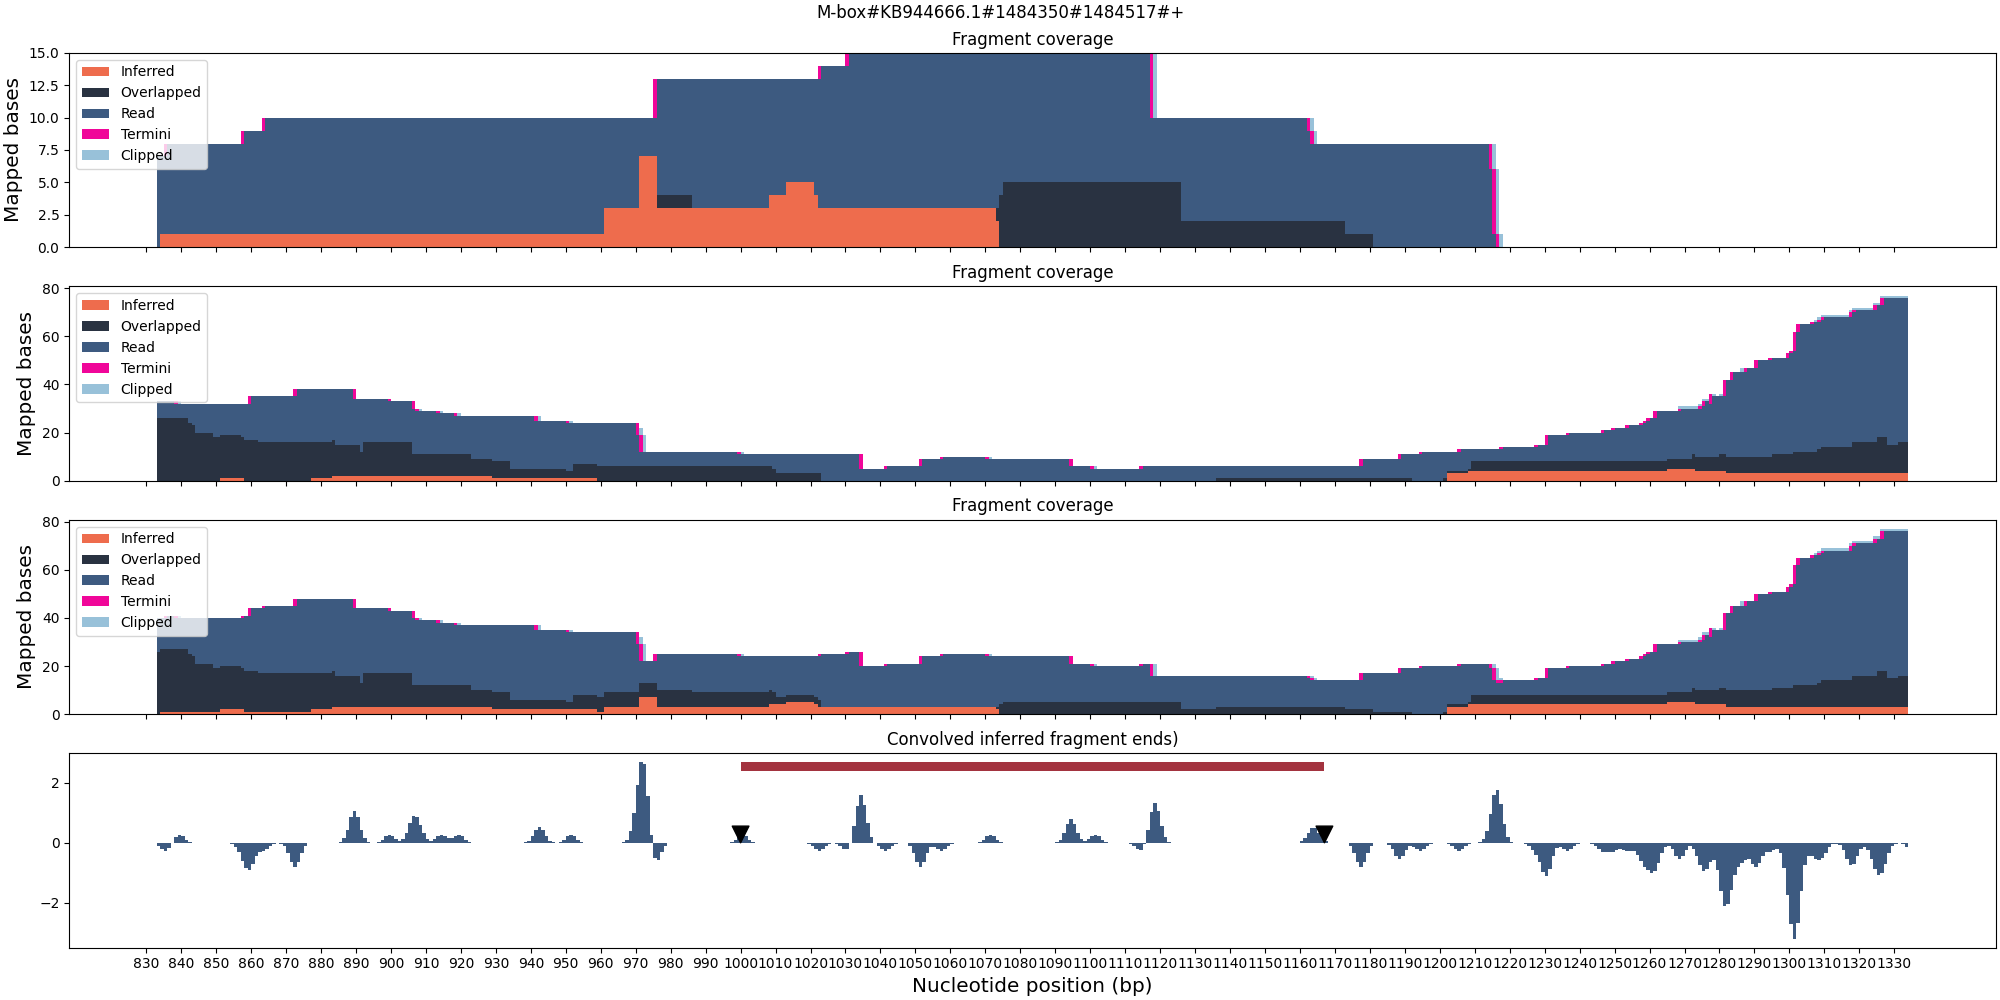 M-box#KB944666.1#1484350#1484517#+
Fragment coverage
Mapped bases
15.0
12.5
10.0
7.5
5.0
2.5
0.0
Inferred
Overlapped
Read
Termini
Clipped
Fragment coverage
Mapped bases
80
60
40
20
0
Inferred
Overlapped
Read
Termini
Clipped
Fragment coverage
Mapped bases
80
60
40
20
0
Inferred
Overlapped
Read
Termini
Clipped
Convolved inferred fragment ends)
2
0
−2
830 840 850 860 870 880 890 900 910 920 930 940 950 960 970 980 990 1000 1010 1020 1030 1040 1050 1060 1070 1080 1090 1100 1110 1120 1130 1140 1150 1160 1170 1180 1190 1200 1210 1220 1230 1240 1250 1260 1270 1280 1290 1300 1310 1320 1330
Nucleotide position (bp)